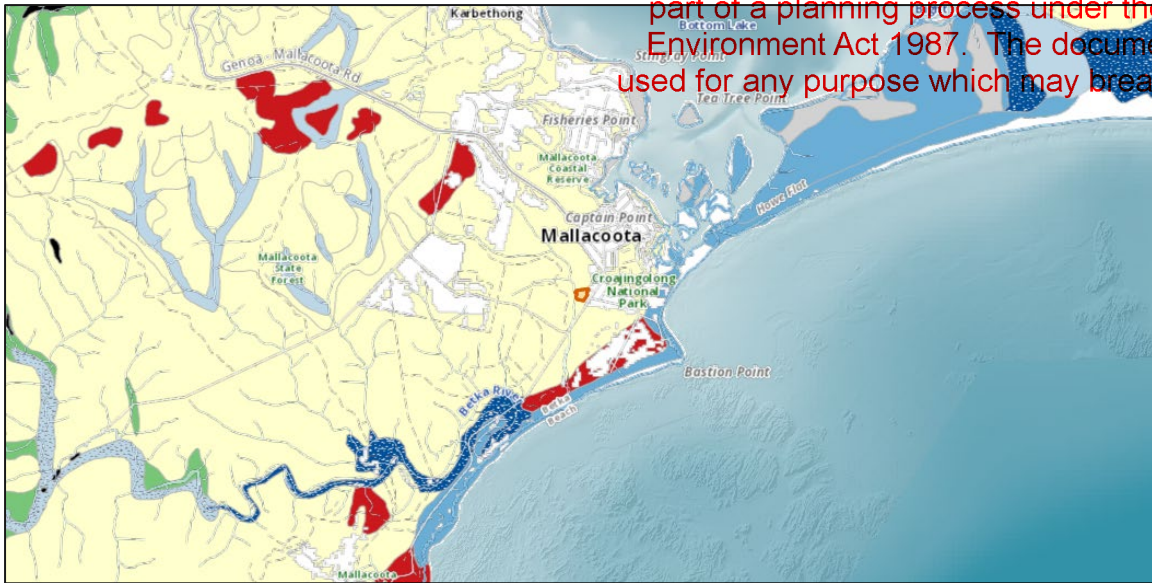 part of a planning process under the
Environment Act 1987. The docume
used for any purpose which may brea
Karbethong
Bottom Lake
Stingray Point
Genoa - Mallacoota Rd
Tea Tree Point
Fisheries Point
Mallacoota
Coastal
Reserve
Howe Flat
Captain Point
Mallacoota
Mallacoota
State
Forest
Croajingolong
National
Park
Bastion Point
Betka River
Betka
Beach
Mallacoota